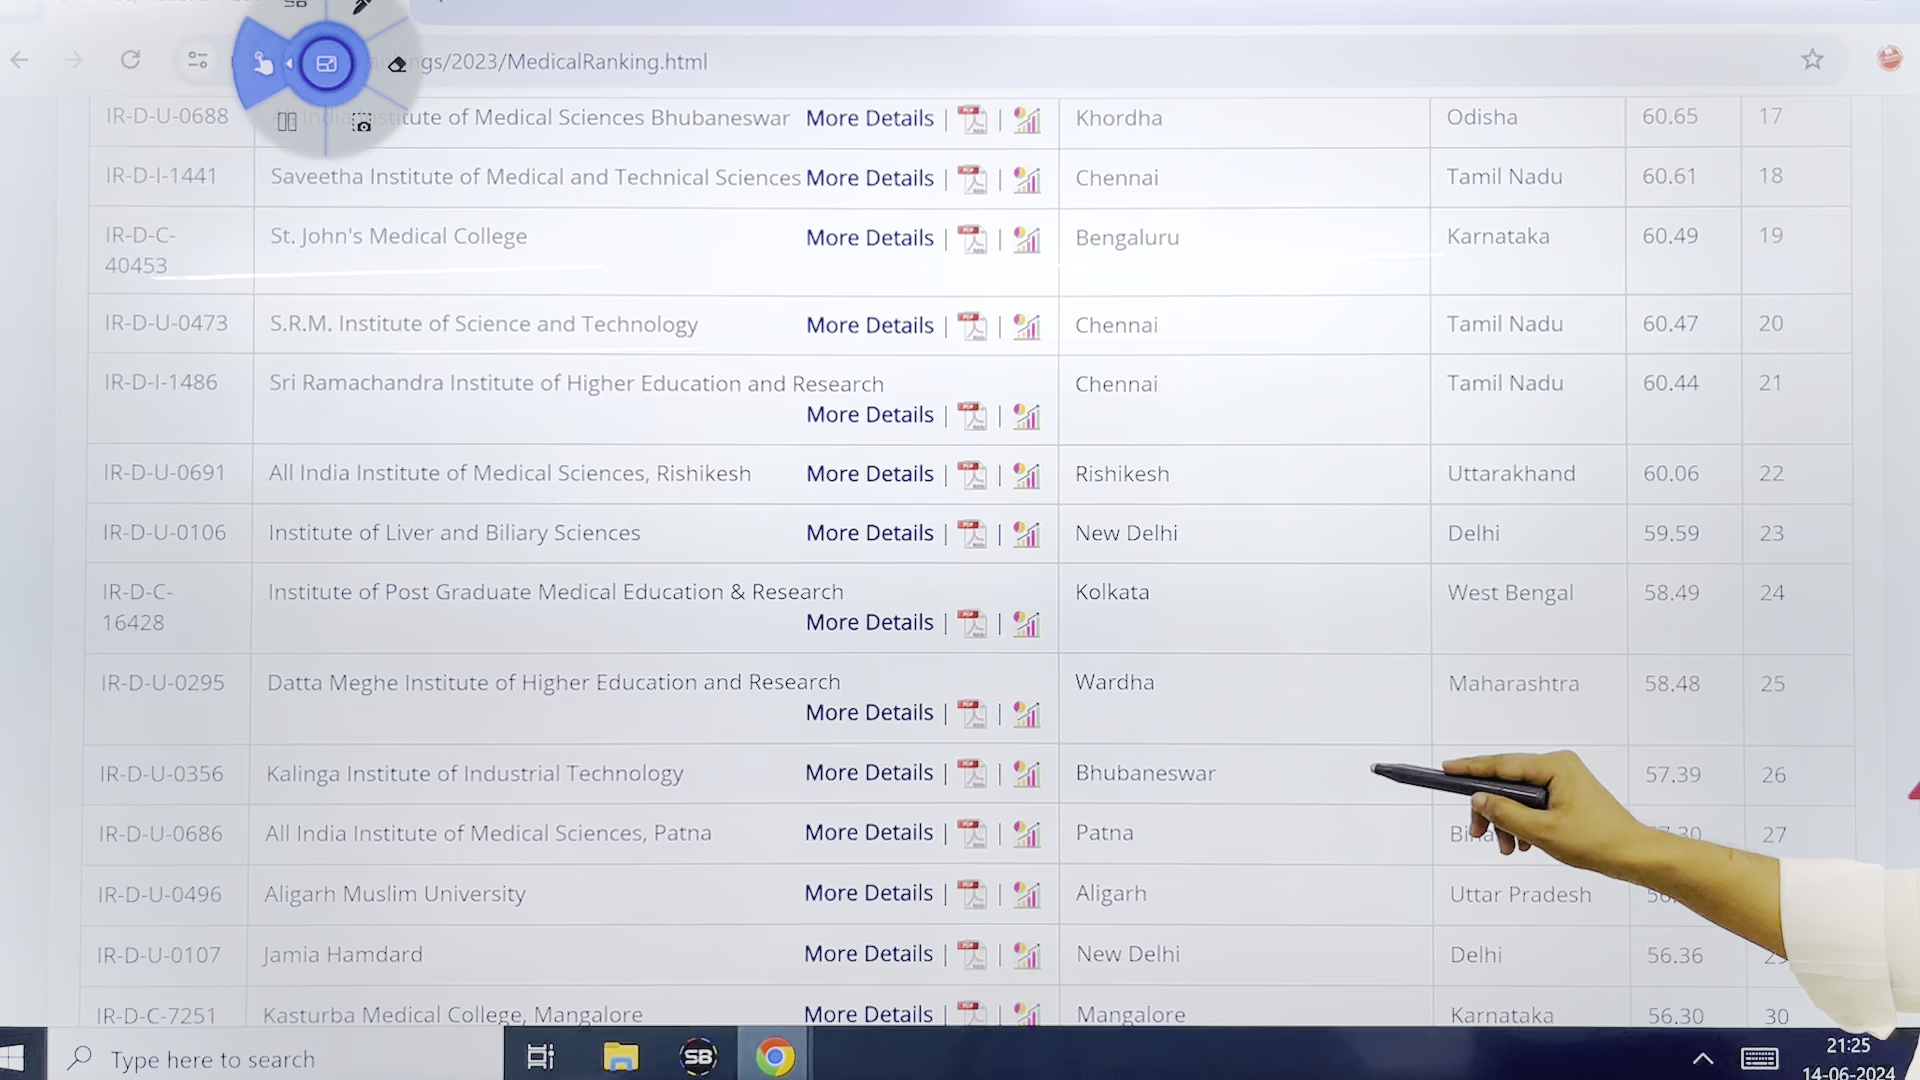 ngs/2023/MedicalRanking.html
IR-D-U-0688 All India Institute of Medical Sciences Bhubaneswar More Details | | Khordha Odisha 60.65 17
IR-D-I-1441 Saveetha Institute of Medical and Technical Sciences More Details | | Chennai Tamil Nadu 60.61 18
IR-D-C- St. John's Medical College More Details | | Bengaluru Karnataka 60.49 19
40453
IR-D-U-0473 S.R.M. Institute of Science and Technology More Details | | Chennai Tamil Nadu 60.47 20
IR-D-I-1486 Sri Ramachandra Institute of Higher Education and Research Chennai Tamil Nadu 60.44 21
More Details | |
IR-D-U-0691 All India Institute of Medical Sciences, Rishikesh More Details | | Rishikesh Uttarakhand 60.06 22
IR-D-U-0106 Institute of Liver and Biliary Sciences More Details | | New Delhi Delhi 59.59 23
IR-D-C- Institute of Post Graduate Medical Education & Research Kolkata West Bengal 58.49 24
16428 More Details | |
IR-D-U-0295 Datta Meghe Institute of Higher Education and Research Wardha Maharashtra 58.48 25
More Details | |
IR-D-U-0356 Kalinga Institute of Industrial Technology More Details | | Bhubaneswar 57.39 26
IR-D-U-0686 All India Institute of Medical Sciences, Patna More Details | | Patna 27
IR-D-U-0496 Aligarh Muslim University More Details | | Aligarh Uttar Pradesh
IR-D-U-0107 Jamia Hamdard More Details | | New Delhi Delhi 56.36
IR-D-C-7251 Kasturba Medical College, Mangalore More Details | | Mangalore Karnataka 56.30 30
Type here to search
SB
21:25
14-06-2024